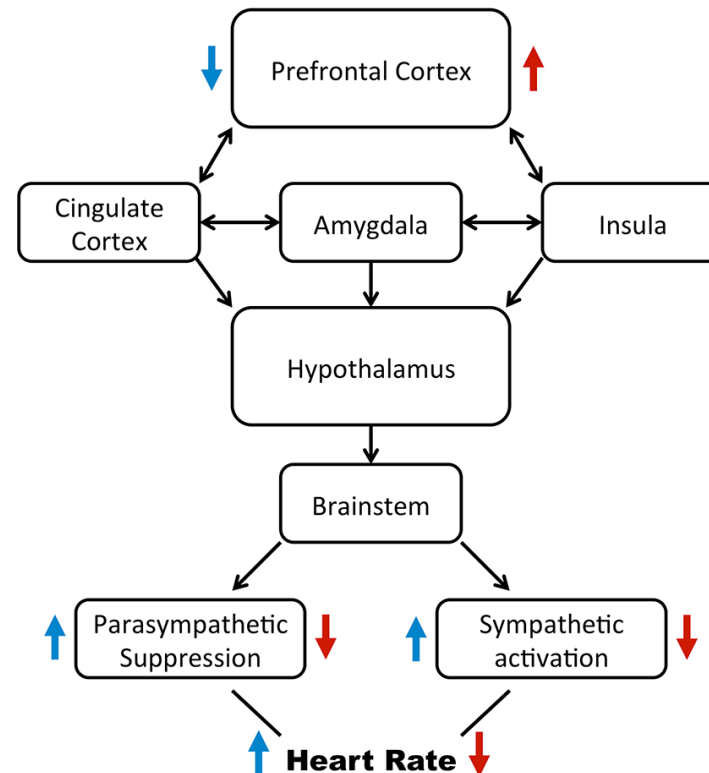 Prefrontal Cortex
Cingulate
Cortex
Amygdala
Insula
Hypothalamus
Brainstem
Parasympathetic
Suppression
Sympathetic
activation
Heart Rate